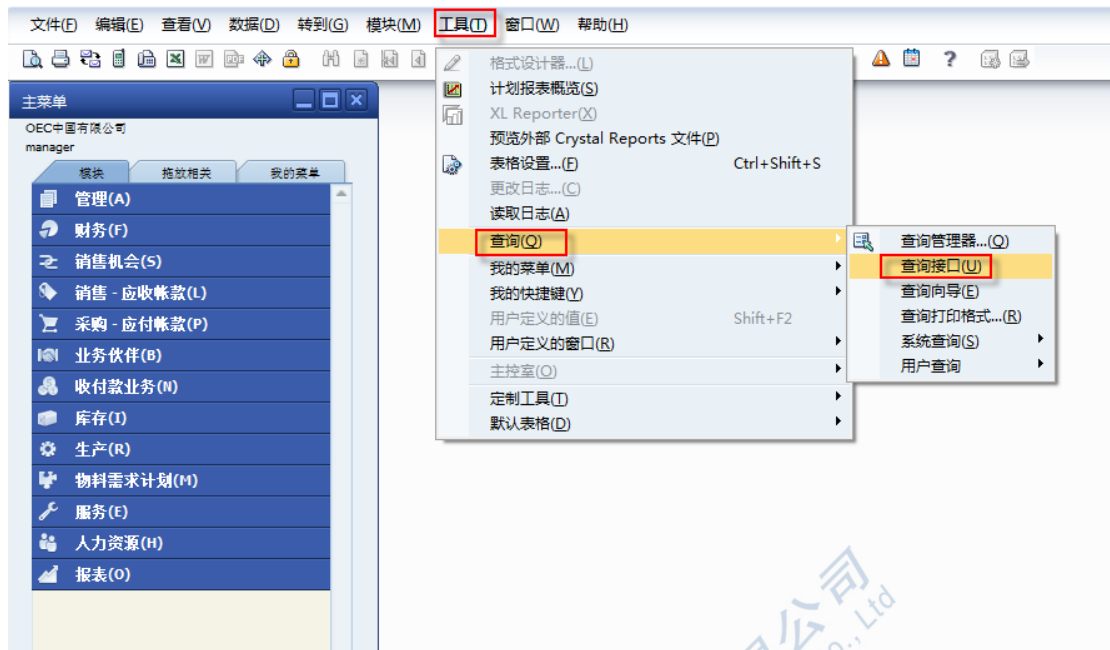 文件(F) 编辑(E) 查看(V) 数据(D) 转到(G) 模块(M) 工具(T) 窗口(W) 帮助(H)
主菜单
OEC中国有限公司
manager
模块 拖放相关 我的菜单
管理(A)
财务(F)
销售机会(S)
销售 - 应收帐款(L)
采购 - 应付帐款(P)
业务伙伴(B)
收付款业务(N)
库存(I)
生产(R)
物料需求计划(M)
服务(E)
人力资源(H)
报表(O)
格式设计器...(L)
计划报表概览(S)
XL Reporter(X)
预览外部 Crystal Reports 文件(P)
表格设置...(F) Ctrl+Shift+S
更改日志...(C)
读取日志(A)
查询(Q)
我的菜单(M)
我的快捷键(Y)
用户定义的值(E) Shift+F2
用户定义的窗口(R)
主控室(O)
定制工具(T)
默认表格(D)
查询管理器...(Q)
查询接口(U)
查询向导(E)
查询打印格式...(R)
系统查询(S)
用户查询
公司
Co., Ltd